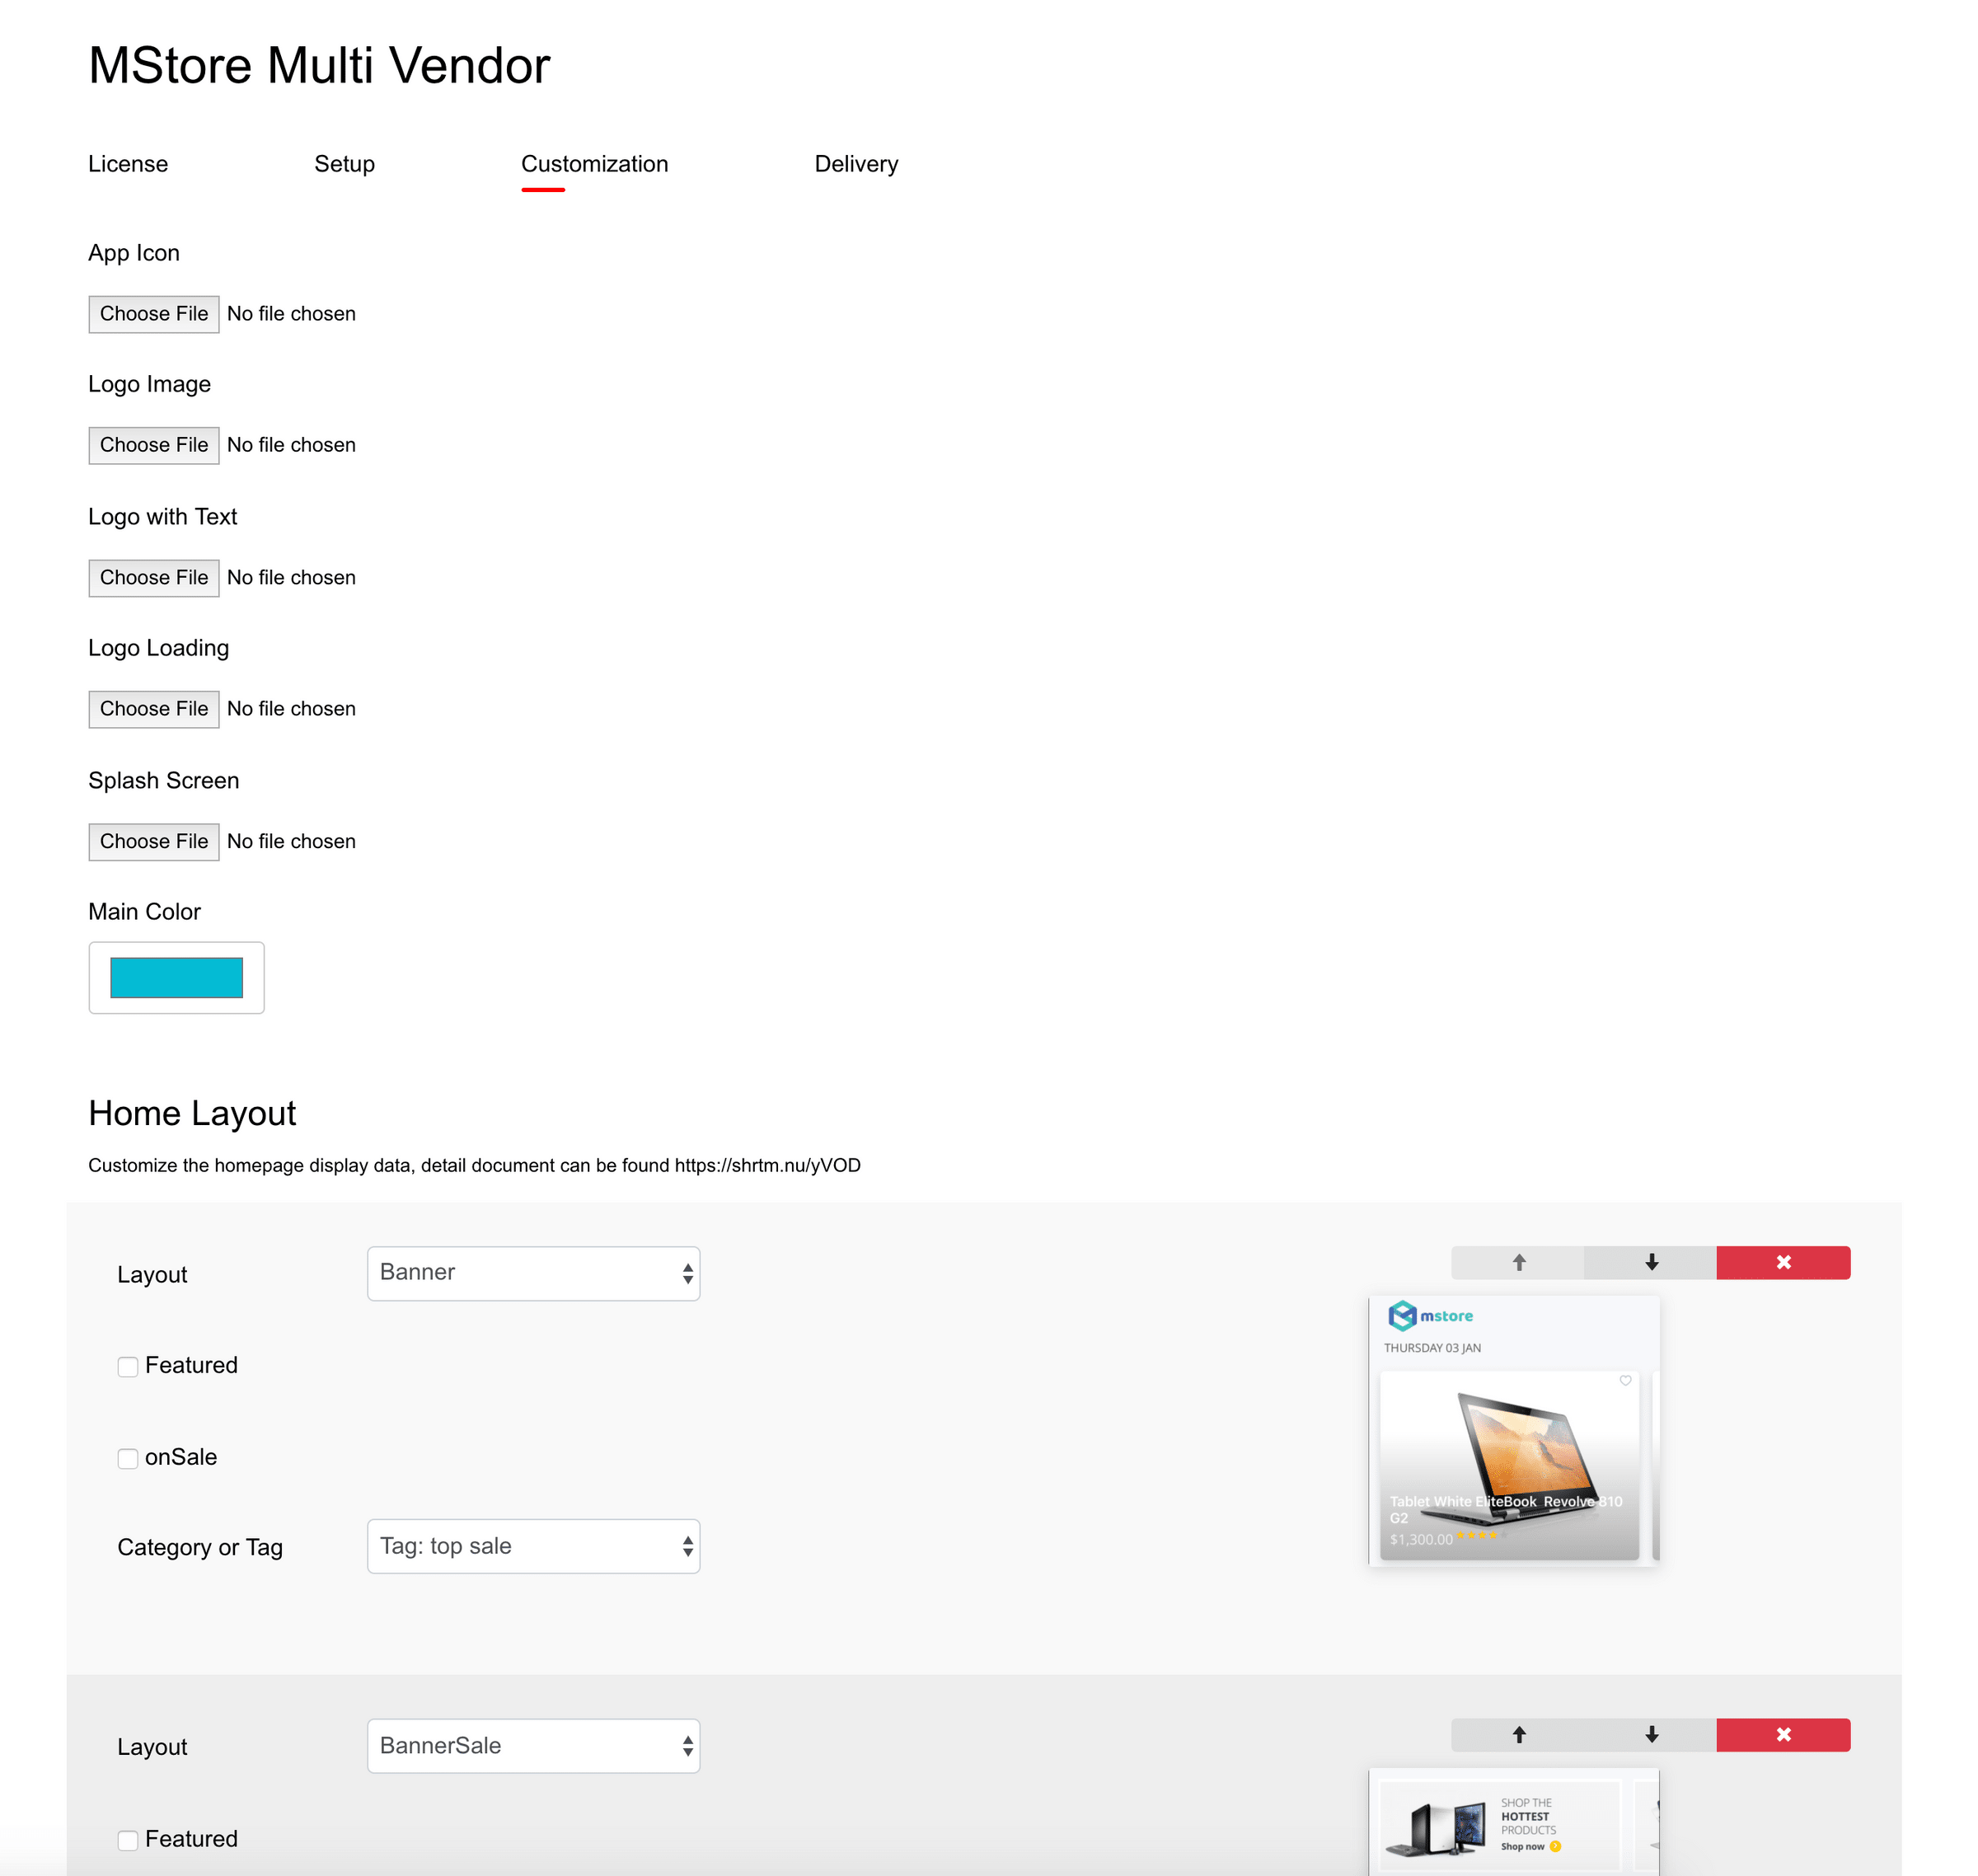 MStore Multi Vendor
License Setup Customization Delivery
App Icon
Choose File No file chosen
Logo Image
Choose File No file chosen
Logo with Text
Choose File No file chosen
Logo Loading
Choose File No file chosen
Splash Screen
Choose File No file chosen
Main Color
Home Layout
Customize the homepage display data, detail document can be found https://shrtm.nu/yVOD
Layout Banner
Featured
onSale
Category or Tag Tag: top sale
mstore
THURSDAY 03 JAN
Tablet White EliteBook Revolve 810
G2
$1,300.00
Layout BannerSale
Featured
SHOP THE
HOTTEST
PRODUCTS
Shop now